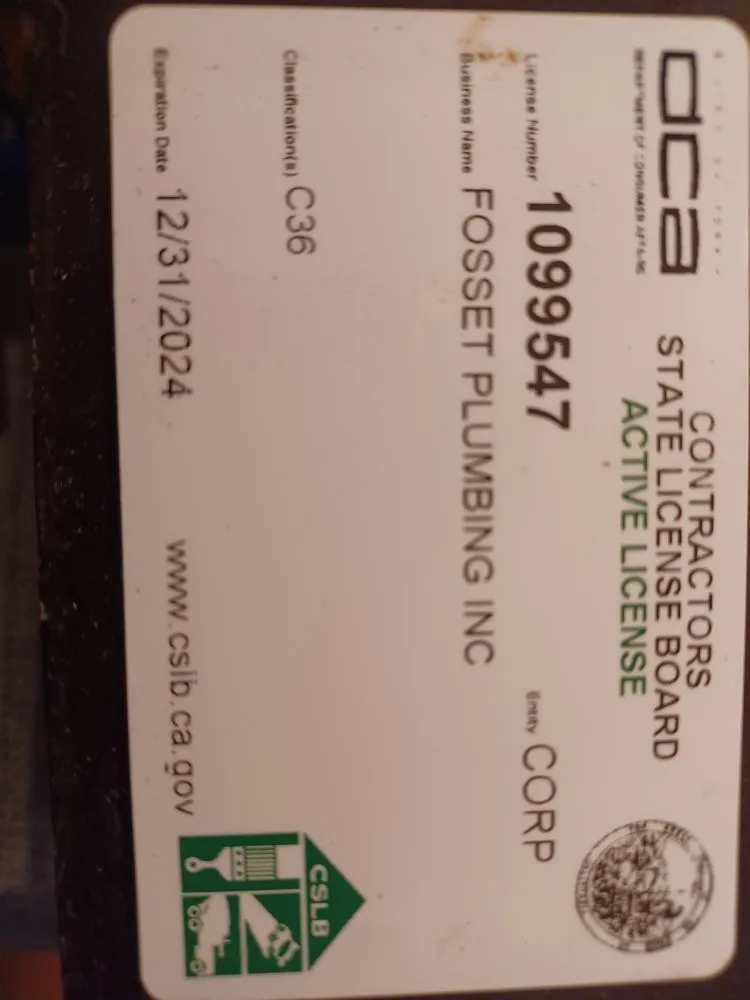 dca
DEPARTMENT OF CONSUMER AFFAIRS
CONTRACTORS
STATE LICENSE BOARD
ACTIVE LICENSE
License Number 1099547 Entity CORP
Business Name FOSSET PLUMBING INC
Classification(s) C36
Expiration Date 12/31/2024 www.cslb.ca.gov
CSLB